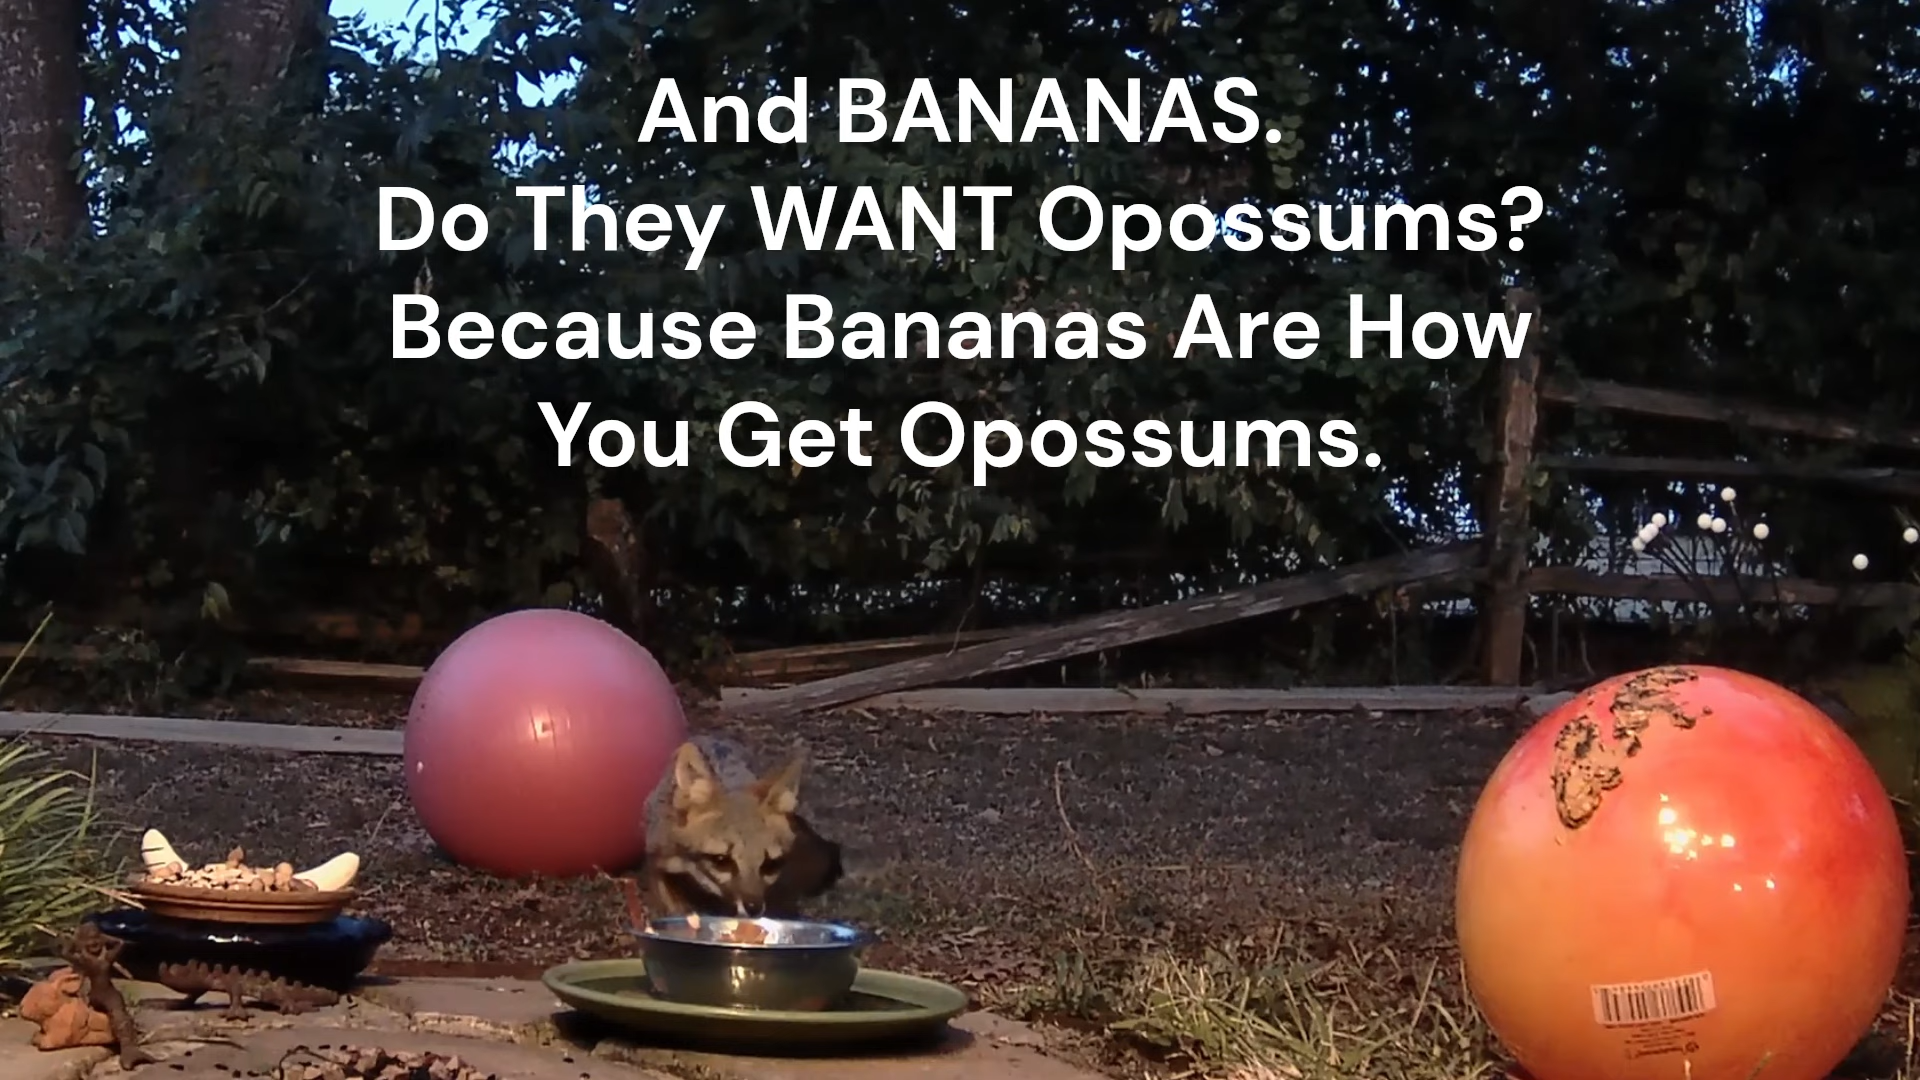 And BANANAS.
Do They WANT Opossums?
Because Bananas Are How
You Get Opossums.